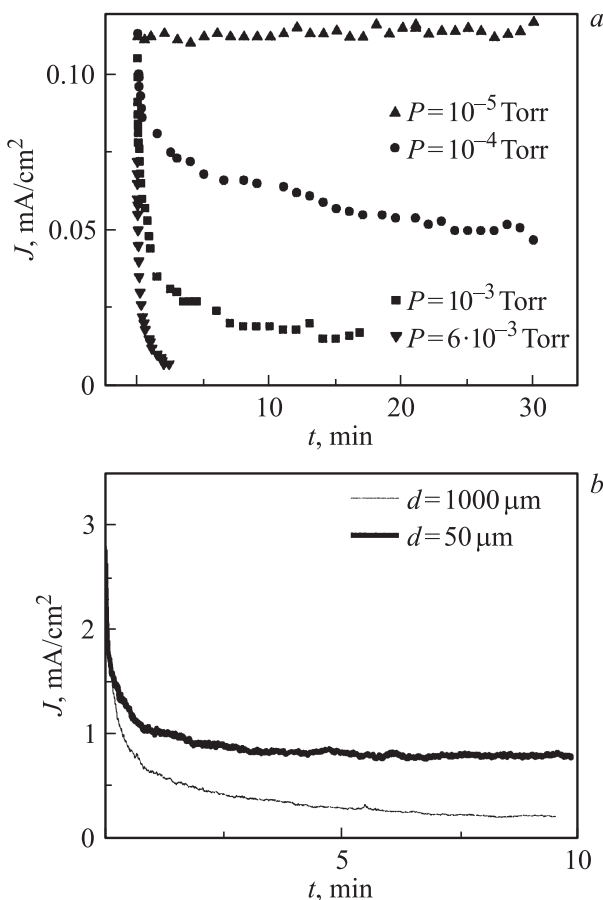 a
0.10
0.05
0
J, mA/cm²
P = 10⁻⁵ Torr
P = 10⁻⁴ Torr
P = 10⁻³ Torr
P = 6·10⁻³ Torr
10 20 30
t, min
b
3
2
1
0
J, mA/cm²
d = 1000 μm
d = 50 μm
5 10
t, min